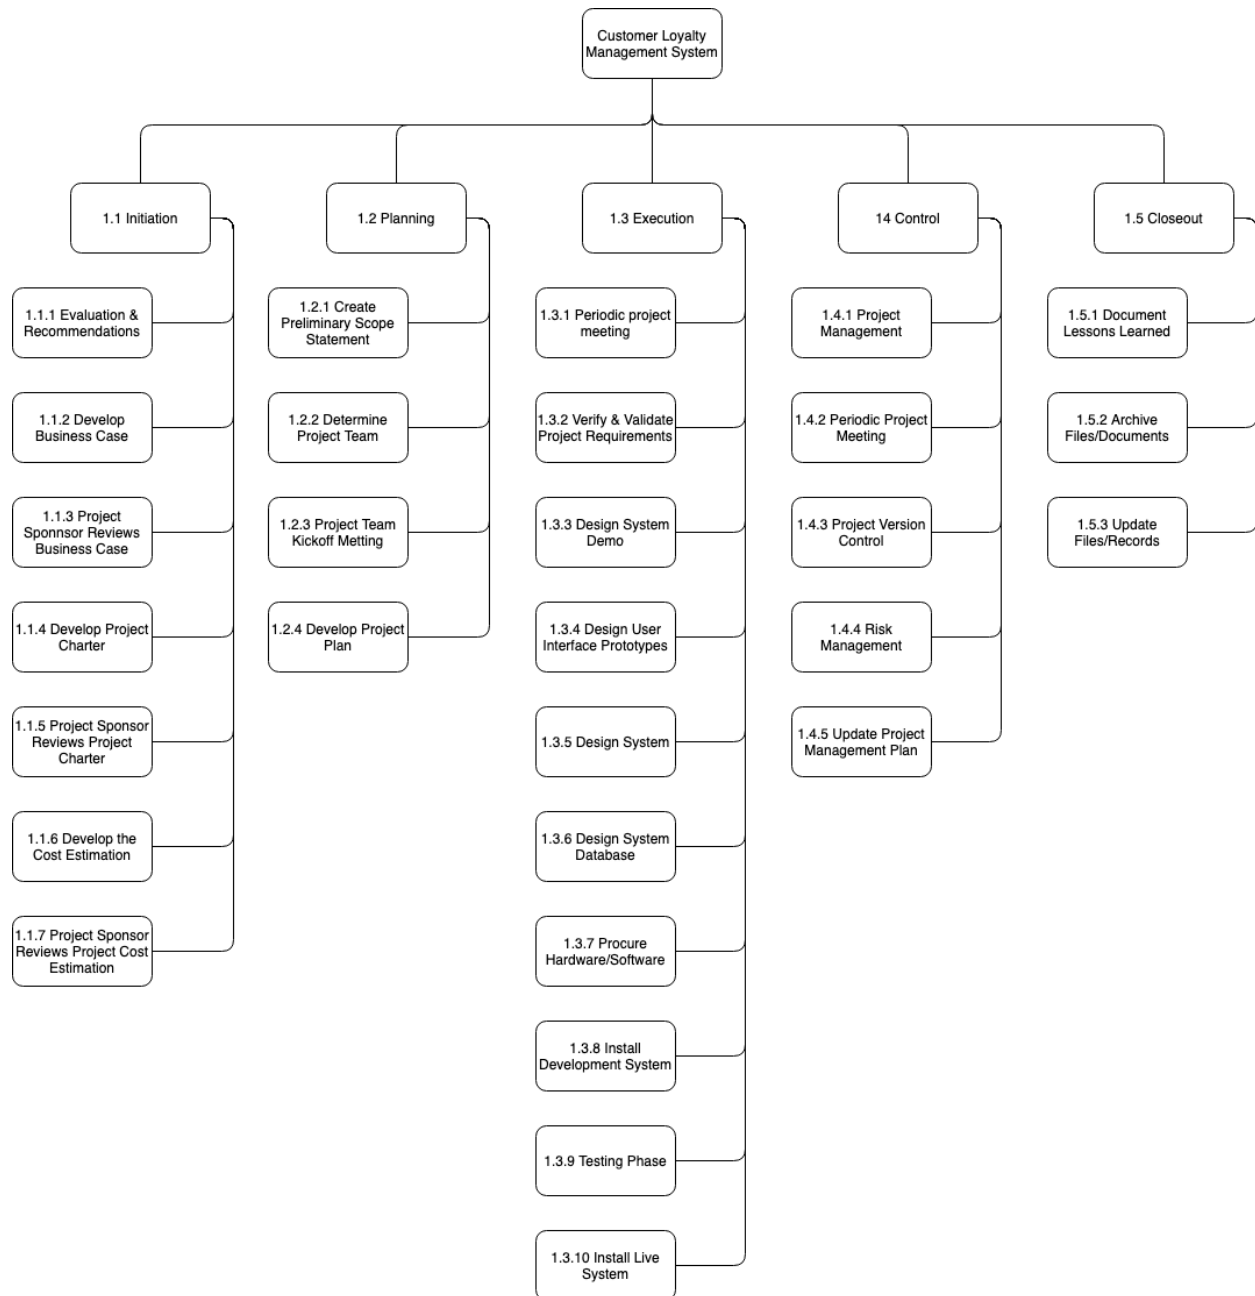 Customer Loyalty
Management System
1.1 Initiation
1.2 Planning
1.3 Execution
14 Control
1.5 Closeout
1.1.1 Evaluation &
Recommendations
1.1.2 Develop
Business Case
1.1.3 Project
Sponnsor Reviews
Business Case
1.1.4 Develop Project
Charter
1.1.5 Project Sponsor
Reviews Project
Charter
1.1.6 Develop the
Cost Estimation
1.1.7 Project Sponsor
Reviews Project Cost
Estimation
1.2.1 Create
Preliminary Scope
Statement
1.2.2 Determine
Project Team
1.2.3 Project Team
Kickoff Metting
1.2.4 Develop Project
Plan
1.3.1 Periodic project
meeting
1.3.2 Verify & Validate
Project Requirements
1.3.3 Design System
Demo
1.3.4 Design User
Interface Prototypes
1.3.5 Design System
1.3.6 Design System
Database
1.3.7 Procure
Hardware/Software
1.3.8 Install
Development System
1.3.9 Testing Phase
1.3.10 Install Live
System
1.4.1 Project
Management
1.4.2 Periodic Project
Meeting
1.4.3 Project Version
Control
1.4.4 Risk
Management
1.4.5 Update Project
Management Plan
1.5.1 Document
Lessons Learned
1.5.2 Archive
Files/Documents
1.5.3 Update
Files/Records